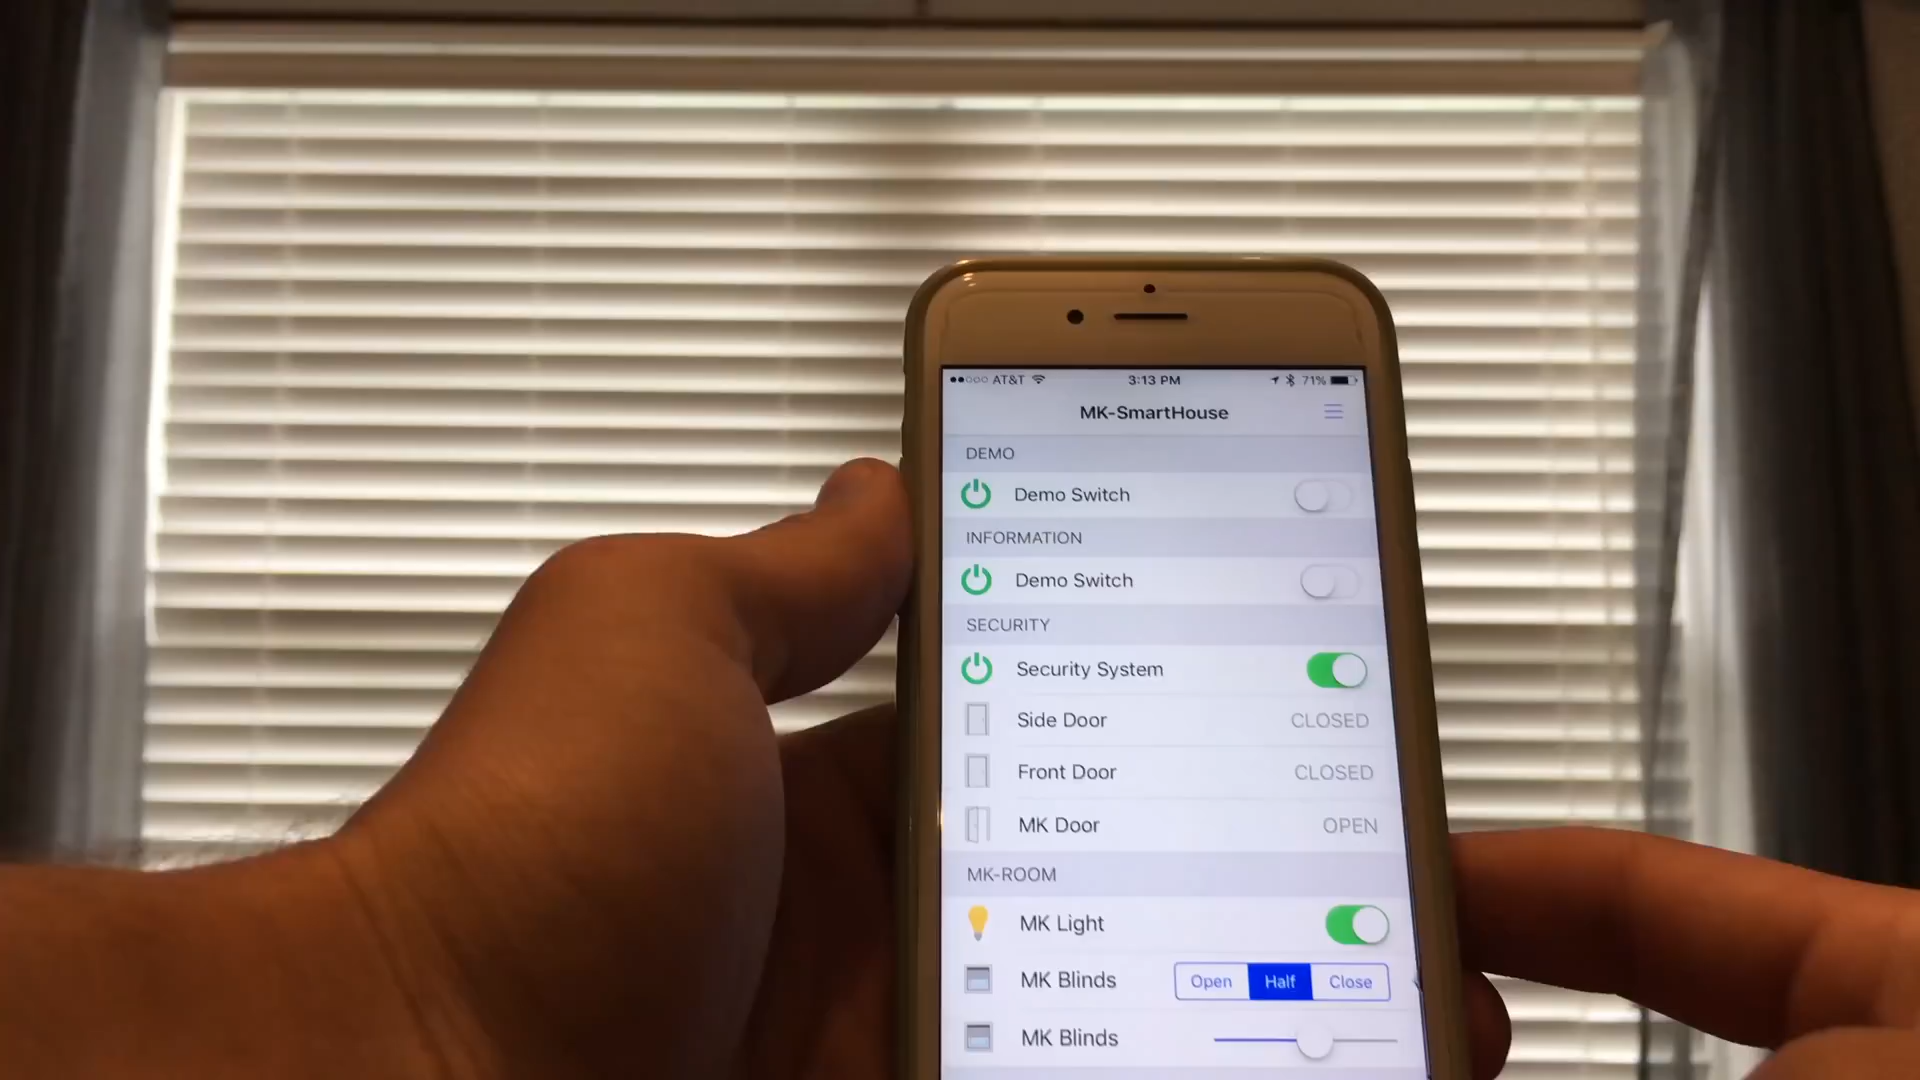 AT&T 3:13 PM 71%
MK-SmartHouse
DEMO
Demo Switch
INFORMATION
Demo Switch
SECURITY
Security System
Side Door CLOSED
Front Door CLOSED
MK Door OPEN
MK-ROOM
MK Light
MK Blinds Open Half Close
MK Blinds